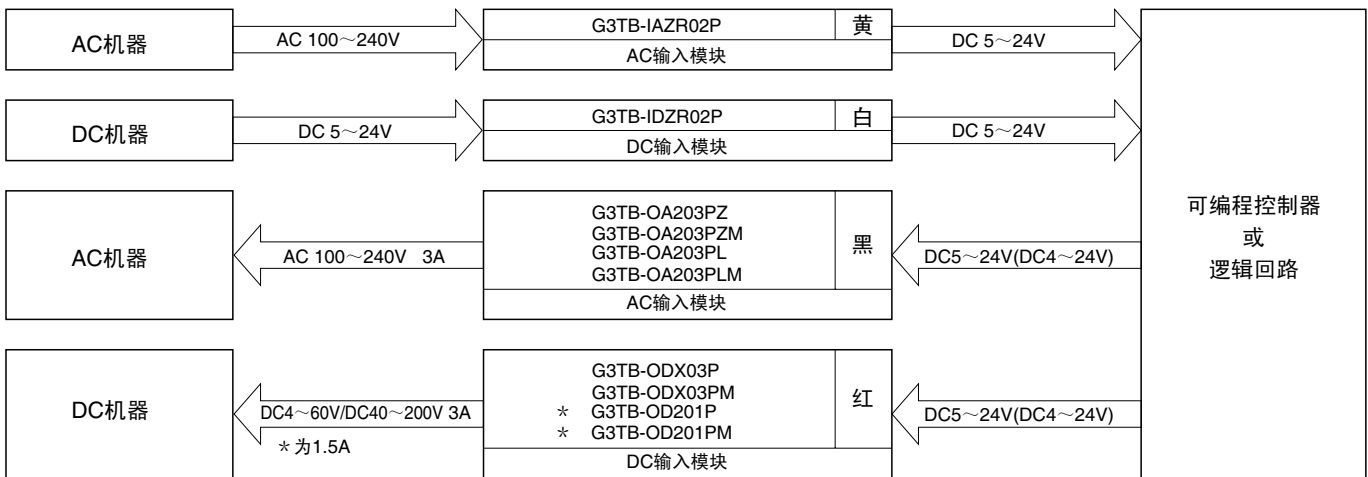 AC机器
AC 100～240V
G3TB-IAZR02P
黄
AC输入模块
DC 5～24V
DC机器
DC 5～24V
G3TB-IDZR02P
白
DC输入模块
DC 5～24V
AC机器
AC 100～240V 3A
G3TB-OA203PZ
G3TB-OA203PZM
G3TB-OA203PL
G3TB-OA203PLM
黑
AC输入模块
DC5～24V(DC4～24V)
DC机器
DC4～60V/DC40～200V 3A
＊为1.5A
G3TB-ODX03P
G3TB-ODX03PM
＊ G3TB-OD201P
＊ G3TB-OD201PM
红
DC输入模块
DC5～24V(DC4～24V)
可编程控制器
或
逻辑回路